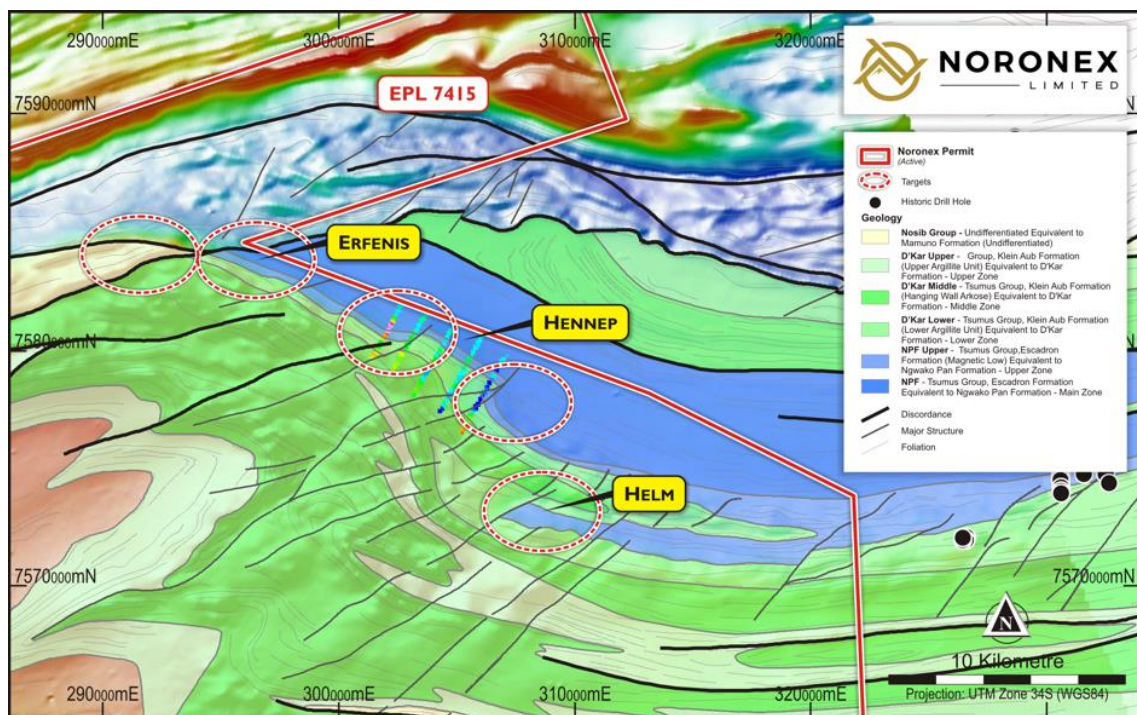 290000mE 300000mE 310000mE 320000mE
NORONEX
LIMITED
EPL 7415
7590000mN
Noronex Permit
(Active)
Targets
Historic Drill Hole
Geology
Nosib Group - Undifferentiated Equivalent to
Mamuno Formation (Undifferentiated)
D'Kar Upper - Group, Klein Aub Formation
(Upper Argillite Unit) Equivalent to D'Kar
Formation - Upper Zone
D'Kar Middle - Tsumus Group, Klein Aub Formation
(Hanging Wall Arkose) Equivalent to D'Kar
Formation - Middle Zone
D'Kar Lower - Tsumus Group, Klein Aub Formation
(Lower Argillite Unit) Equivalent to D'Kar
Formation - Lower Zone
NPF Upper - Tsumus Group,Escadron
Formation (Magnetic Low) Equivalent to
Ngwako Pan Formation - Upper Zone
NPF - Tsumus Group, Escadron Formation
Equivalent to Ngwako Pan Formation - Main Zone
Discordance
Major Structure
Foliation
ERFENIS
HENNEP
7580000mN
HELM
7570000mN 7570000mN
N
10 Kilometre
Projection: UTM Zone 34S (WGS84)
290000mE 300000mE 310000mE 320000mE